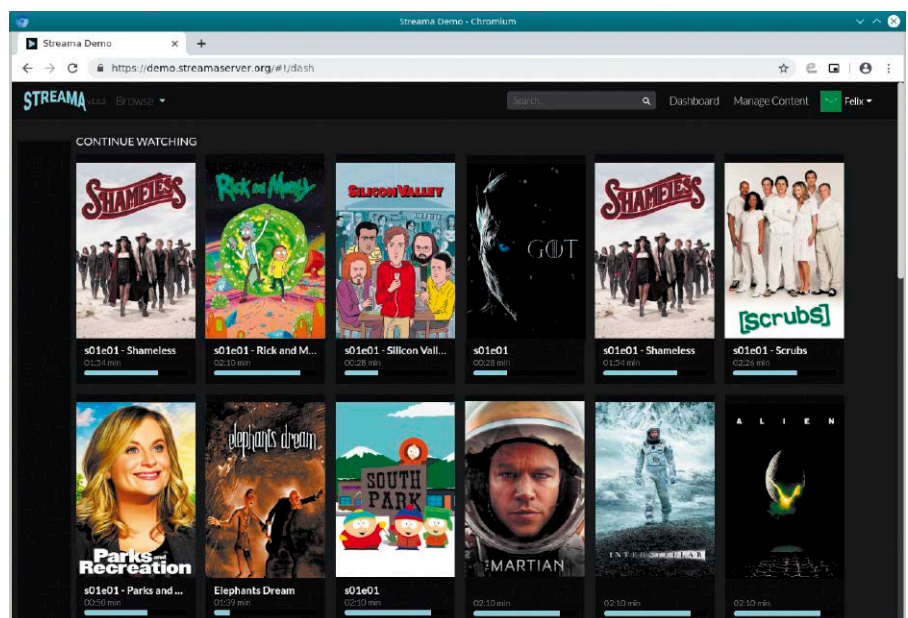 Streama Demo - Chromium
Streama Demo
https://demo.streamaserver.org/#!/dash
STREAMA
Browse
Search...
Dashboard
Manage Content
Felix
CONTINUE WATCHING
SHAMELESS
Rick and Morty
SILICON VALLEY
GOT
SHAMELESS
[scrubs]
s01e01 - Shameless
s01e01 - Rick and M...
s01e01 - Silicon Vall...
s01e01
s01e01 - Shameless
s01e01 - Scrubs
01:54 min
02:10 min
00:28 min
00:28 min
01:54 min
02:26 min
Parks and Recreation
elephants dream
SOUTH PARK
THE MARTIAN
INTERSTELLAR
ALIEN
s01e01 - Parks and ...
Elephants Dream
s01e01
00:50 min
01:39 min
02:10 min
02:10 min
02:10 min
02:10 min